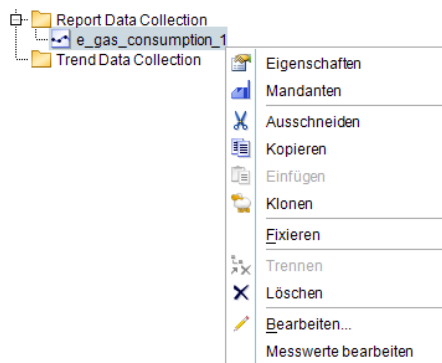 Report Data Collection
e_gas_consumption_1
Trend Data Collection
Eigenschaften
Mandanten
Ausschneiden
Kopieren
Einfügen
Klonen
Fixieren
Trennen
Löschen
Bearbeiten...
Messwerte bearbeiten